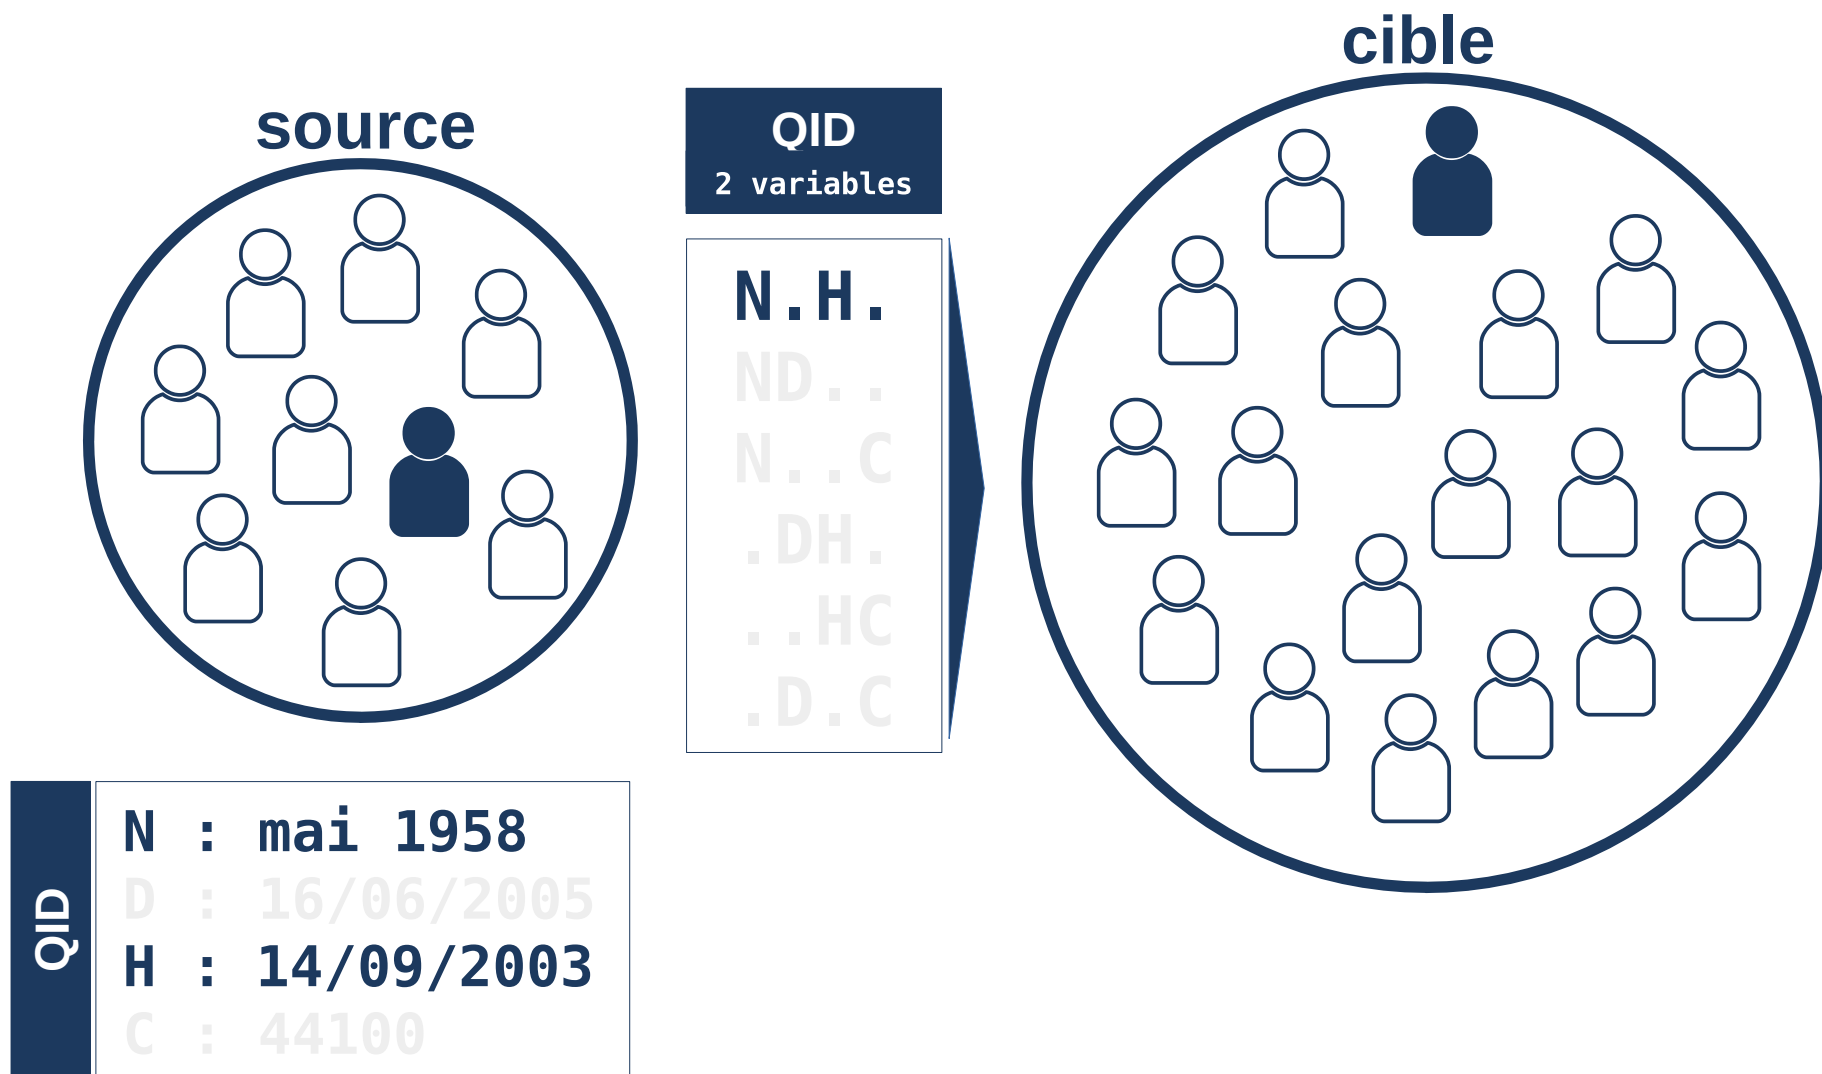 cible
source
QID
2 variables
N.H.
ND..
N..C
.DH.
..HC
.D.C
QID
N : mai 1958
D : 16/06/2005
H : 14/09/2003
C : 44100